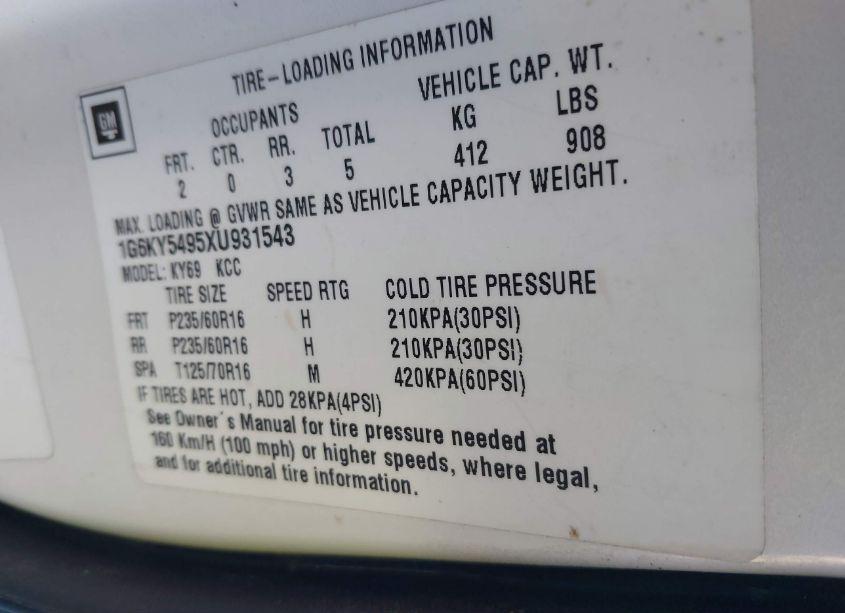 TIRE-LOADING INFORMATION
GM
OCCUPANTS VEHICLE CAP. WT.
FRT. CTR. RR. TOTAL KG LBS
2 0 3 5 412 908
MAX. LOADING @ GVWR SAME AS VEHICLE CAPACITY WEIGHT.
1G6KY5495XU931543
MODEL: KY69 KCC
TIRE SIZE SPEED RTG COLD TIRE PRESSURE
FRT P235/60R16 H 210KPA(30PSI)
RR P235/60R16 H 210KPA(30PSI)
SPA T125/70R16 M 420KPA(60PSI)
IF TIRES ARE HOT, ADD 28KPA(4PSI)
See Owner's Manual for tire pressure needed at
160 Km/H (100 mph) or higher speeds, where legal,
and for additional tire information.